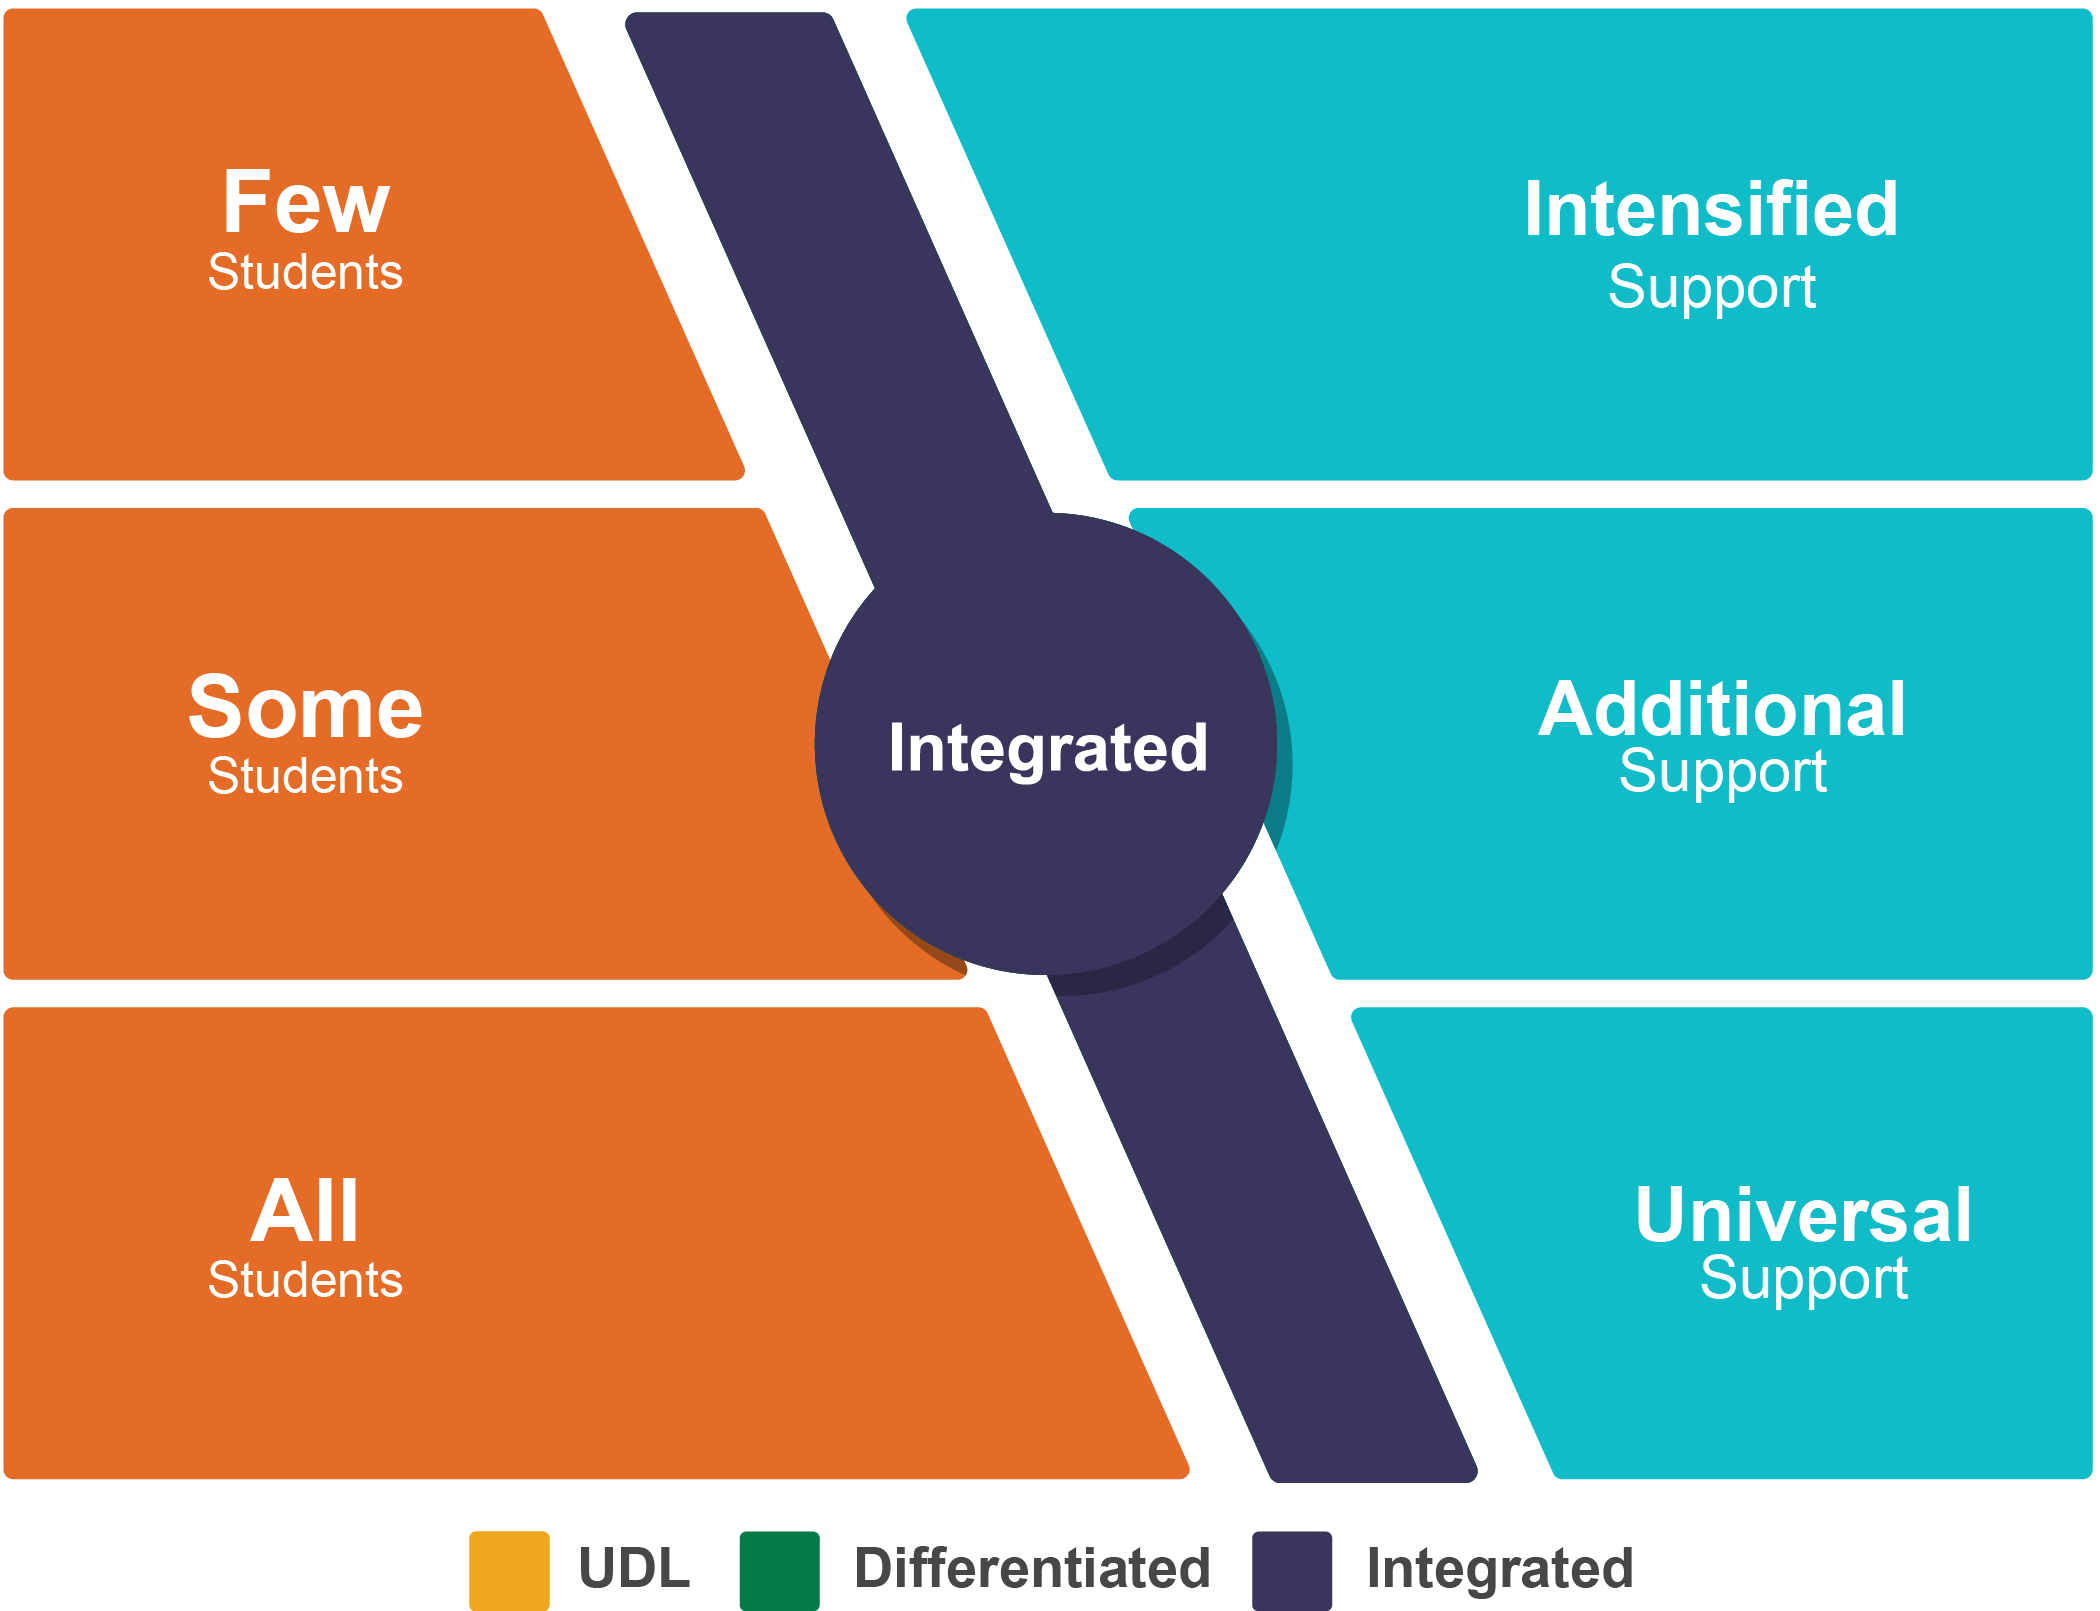 Few
Students
Intensified
Support
Some
Students
Integrated
Additional
Support
All
Students
Universal
Support
UDL
Differentiated
Integrated